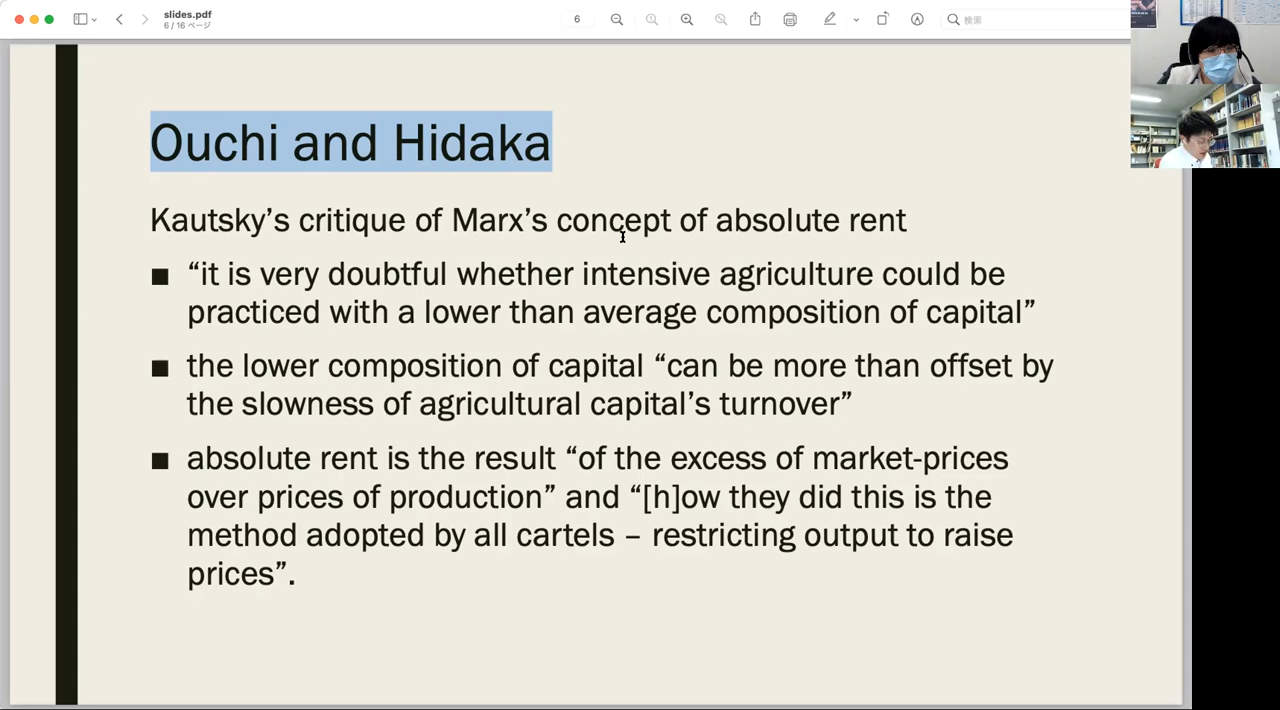 slides.pdf
6 / 16 ページ
6
検索
Ouchi and Hidaka
Kautsky’s critique of Marx’s concept of absolute rent
■ “it is very doubtful whether intensive agriculture could be
practiced with a lower than average composition of capital”
■ the lower composition of capital “can be more than offset by
the slowness of agricultural capital’s turnover”
■ absolute rent is the result “of the excess of market-prices
over prices of production” and “[h]ow they did this is the
method adopted by all cartels – restricting output to raise
prices”.